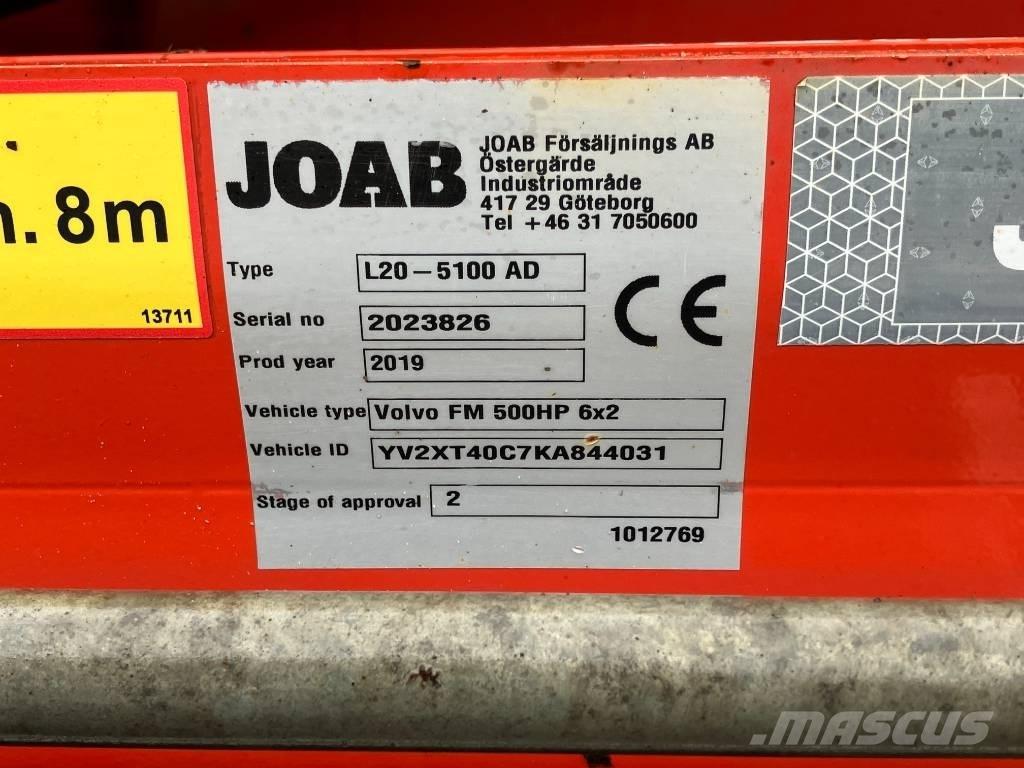 n. 8m
13711
JOAB
JOAB Försäljnings AB
Östergärde
Industriområde
417 29 Göteborg
Tel +46 31 7050600
Type L20-5100 AD
Serial no 2023826
Prod year 2019
CE
Vehicle type Volvo FM 500HP 6x2
Vehicle ID YV2XT40C7KA844031
Stage of approval 2
1012769
MASCUS